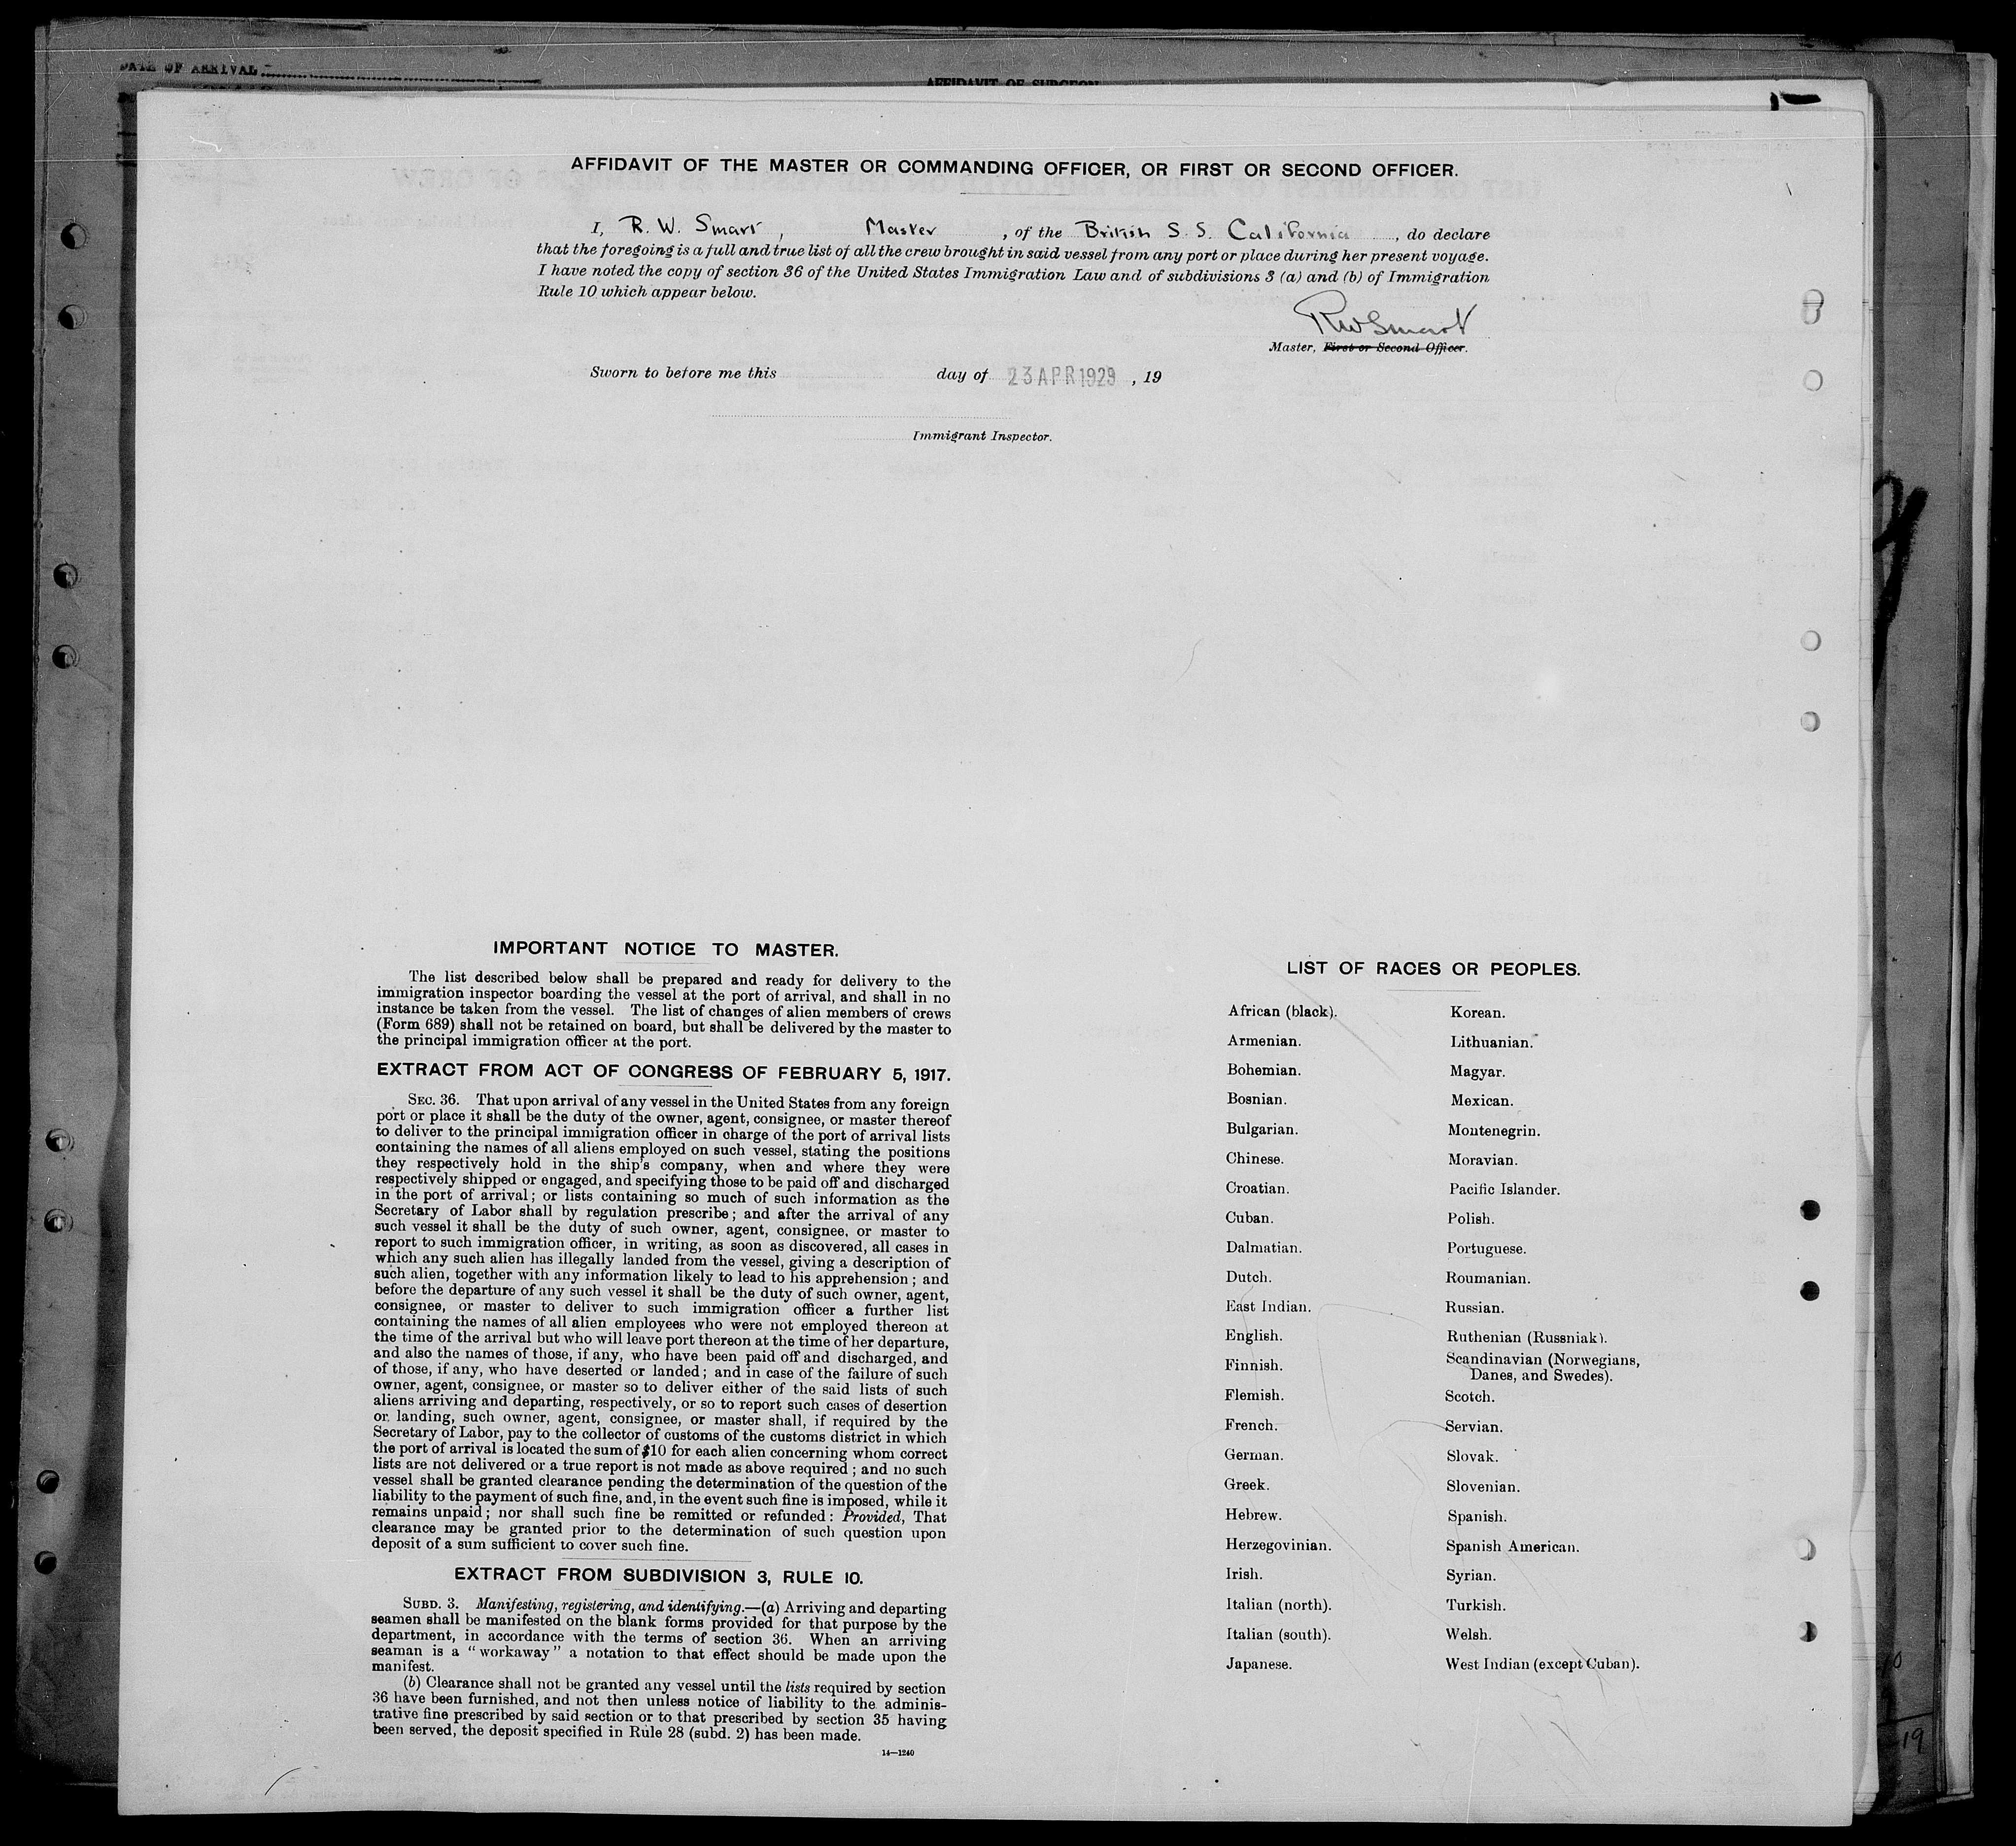 DATE OF ARRIVAL
AFFIDAVIT OF SURGEON
AFFIDAVIT OF THE MASTER OR COMMANDING OFFICER, OR FIRST OR SECOND OFFICER.
I, R. W. Smart, Master, of the British S. S. California, do declare
that the foregoing is a full and true list of all the crew brought in said vessel from any port or place during her present voyage.
I have noted the copy of section 36 of the United States Immigration Law and of subdivisions 3 (a) and (b) of Immigration
Rule 10 which appear below.
RWSmart
Master, First or Second Officer.
Sworn to before me this day of 23 APR 1929, 19
Immigrant Inspector.
IMPORTANT NOTICE TO MASTER.
The list described below shall be prepared and ready for delivery to the
immigration inspector boarding the vessel at the port of arrival, and shall in no
instance be taken from the vessel. The list of changes of alien members of crews
(Form 689) shall not be retained on board, but shall be delivered by the master to
the principal immigration officer at the port.
EXTRACT FROM ACT OF CONGRESS OF FEBRUARY 5, 1917.
SEC. 36. That upon arrival of any vessel in the United States from any foreign
port or place it shall be the duty of the owner, agent, consignee, or master thereof
to deliver to the principal immigration officer in charge of the port of arrival lists
containing the names of all aliens employed on such vessel, stating the positions
they respectively hold in the ship's company, when and where they were
respectively shipped or engaged, and specifying those to be paid off and discharged
in the port of arrival; or lists containing so much of such information as the
Secretary of Labor shall by regulation prescribe; and after the arrival of any
such vessel it shall be the duty of such owner, agent, consignee, or master to
report to such immigration officer, in writing, as soon as discovered, all cases in
which any such alien has illegally landed from the vessel, giving a description of
such alien, together with any information likely to lead to his apprehension; and
before the departure of any such vessel it shall be the duty of such owner, agent,
consignee, or master to deliver to such immigration officer a further list
containing the names of all alien employees who were not employed thereon at
the time of the arrival but who will leave port thereon at the time of her departure,
and also the names of those, if any, who have been paid off and discharged, and
of those, if any, who have deserted or landed; and in case of the failure of such
owner, agent, consignee, or master so to deliver either of the said lists of such
aliens arriving and departing, respectively, or so to report such cases of desertion
or landing, such owner, agent, consignee, or master shall, if required by the
Secretary of Labor, pay to the collector of customs of the customs district in which
the port of arrival is located the sum of $10 for each alien concerning whom correct
lists are not delivered or a true report is not made as above required; and no such
vessel shall be granted clearance pending the determination of the question of the
liability to the payment of such fine, and, in the event such fine is imposed, while it
remains unpaid; nor shall such fine be remitted or refunded: Provided, That
clearance may be granted prior to the determination of such question upon
deposit of a sum sufficient to cover such fine.
EXTRACT FROM SUBDIVISION 3, RULE 10.
SUBD. 3. Manifesting, registering, and identifying.—(a) Arriving and departing
seamen shall be manifested on the blank forms provided for that purpose by the
department, in accordance with the terms of section 36. When an arriving
seaman is a "workaway" a notation to that effect should be made upon the
manifest.
(b) Clearance shall not be granted any vessel until the lists required by section
36 have been furnished, and not then unless notice of liability to the adminis-
trative fine prescribed by said section or to that prescribed by section 35 having
been served, the deposit specified in Rule 28 (subd. 2) has been made.
14—1240
LIST OF RACES OR PEOPLES.
African (black).
Armenian.
Bohemian.
Bosnian.
Bulgarian.
Chinese.
Croatian.
Cuban.
Dalmatian.
Dutch.
East Indian.
English.
Finnish.
Flemish.
French.
German.
Greek.
Hebrew.
Herzegovinian.
Irish.
Italian (north).
Italian (south).
Japanese.
Korean.
Lithuanian.
Magyar.
Mexican.
Montenegrin.
Moravian.
Pacific Islander.
Polish.
Portuguese.
Roumanian.
Russian.
Ruthenian (Russniak).
Scandinavian (Norwegians,
Danes, and Swedes).
Scotch.
Servian.
Slovak.
Slovenian.
Spanish.
Spanish American.
Syrian.
Turkish.
Welsh.
West Indian (except Cuban).
19